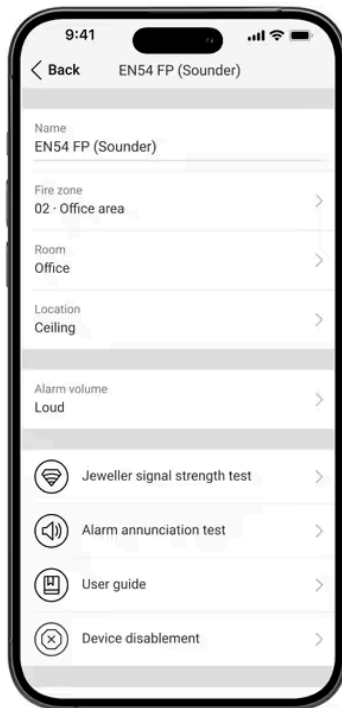 9:41
Back EN54 FP (Sounder)
Name
EN54 FP (Sounder)
Fire zone
02 · Office area
Room
Office
Location
Ceiling
Alarm volume
Loud
Jeweller signal strength test
Alarm annunciation test
User guide
Device disablement